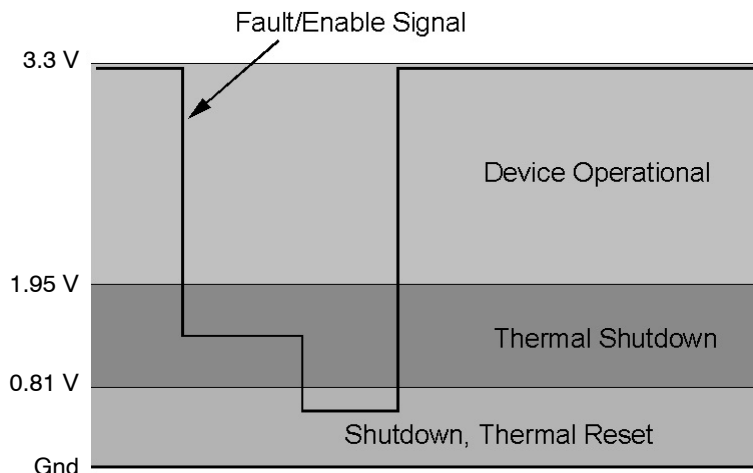 Fault/Enable Signal
3.3 V
Device Operational
1.95 V
Thermal Shutdown
0.81 V
Shutdown, Thermal Reset
Gnd